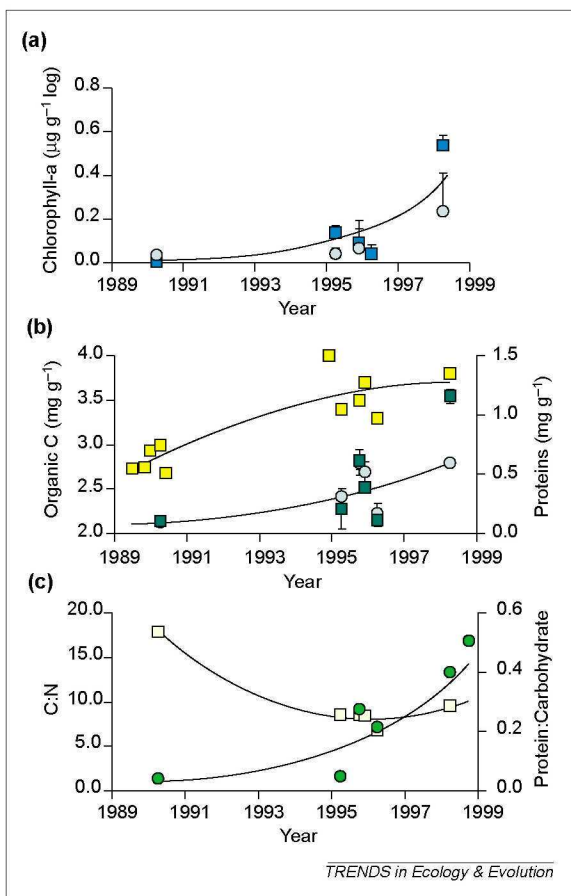 (a)
Chlorophyll-a (µg g⁻¹ log)
0.8
0.6
0.4
0.2
0.0
1989 1991 1993 1995 1997 1999
Year
(b)
Organic C (mg g⁻¹)
4.0
3.5
3.0
2.5
2.0
1.5
1.0
0.5
0.0
Proteins (mg g⁻¹)
1989 1991 1993 1995 1997 1999
Year
(c)
C:N
20.0
15.0
10.0
5.0
0.0
0.6
0.4
0.2
0.0
Protein:Carbohydrate
1989 1991 1993 1995 1997 1999
Year
TRENDS in Ecology & Evolution